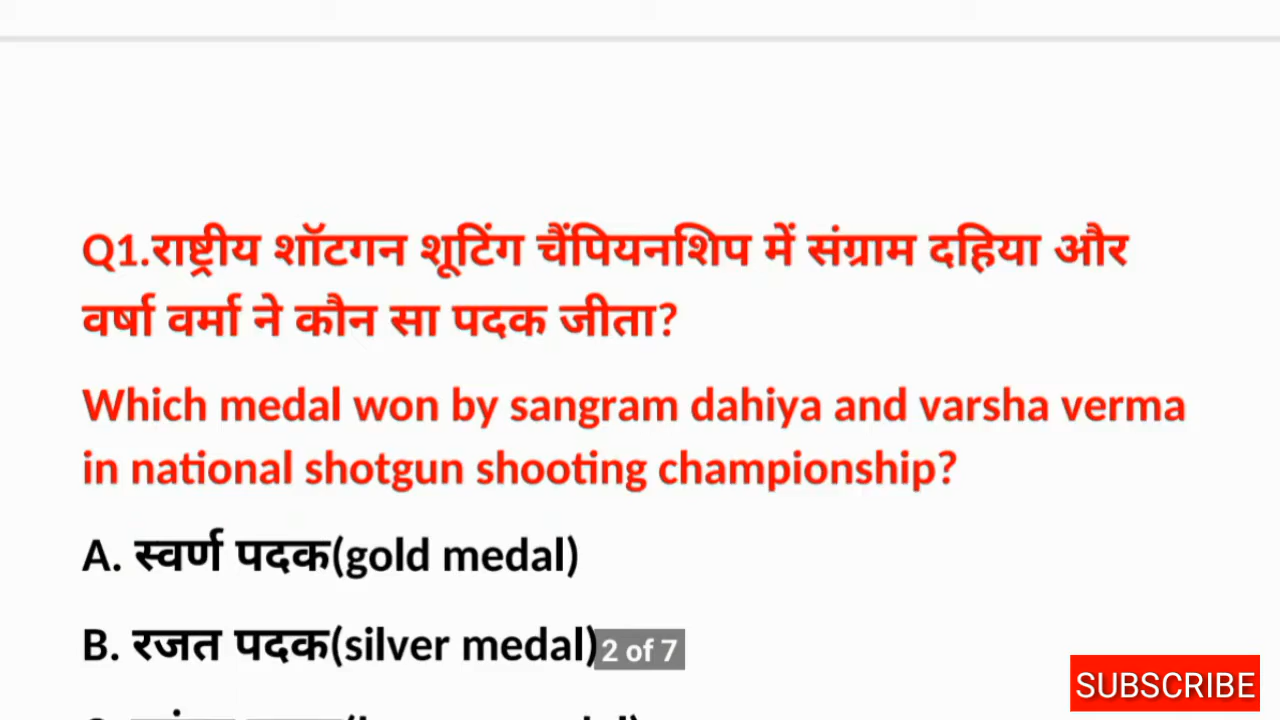 Q1.राष्ट्रीय शॉटगन शूटिंग चैंपियनशिप में संग्राम दहिया और
वर्षा वर्मा ने कौन सा पदक जीता?
Which medal won by sangram dahiya and varsha verma
in national shotgun shooting championship?
A. स्वर्ण पदक(gold medal)
B. रजत पदक(silver medal)
2 of 7
SUBSCRIBE